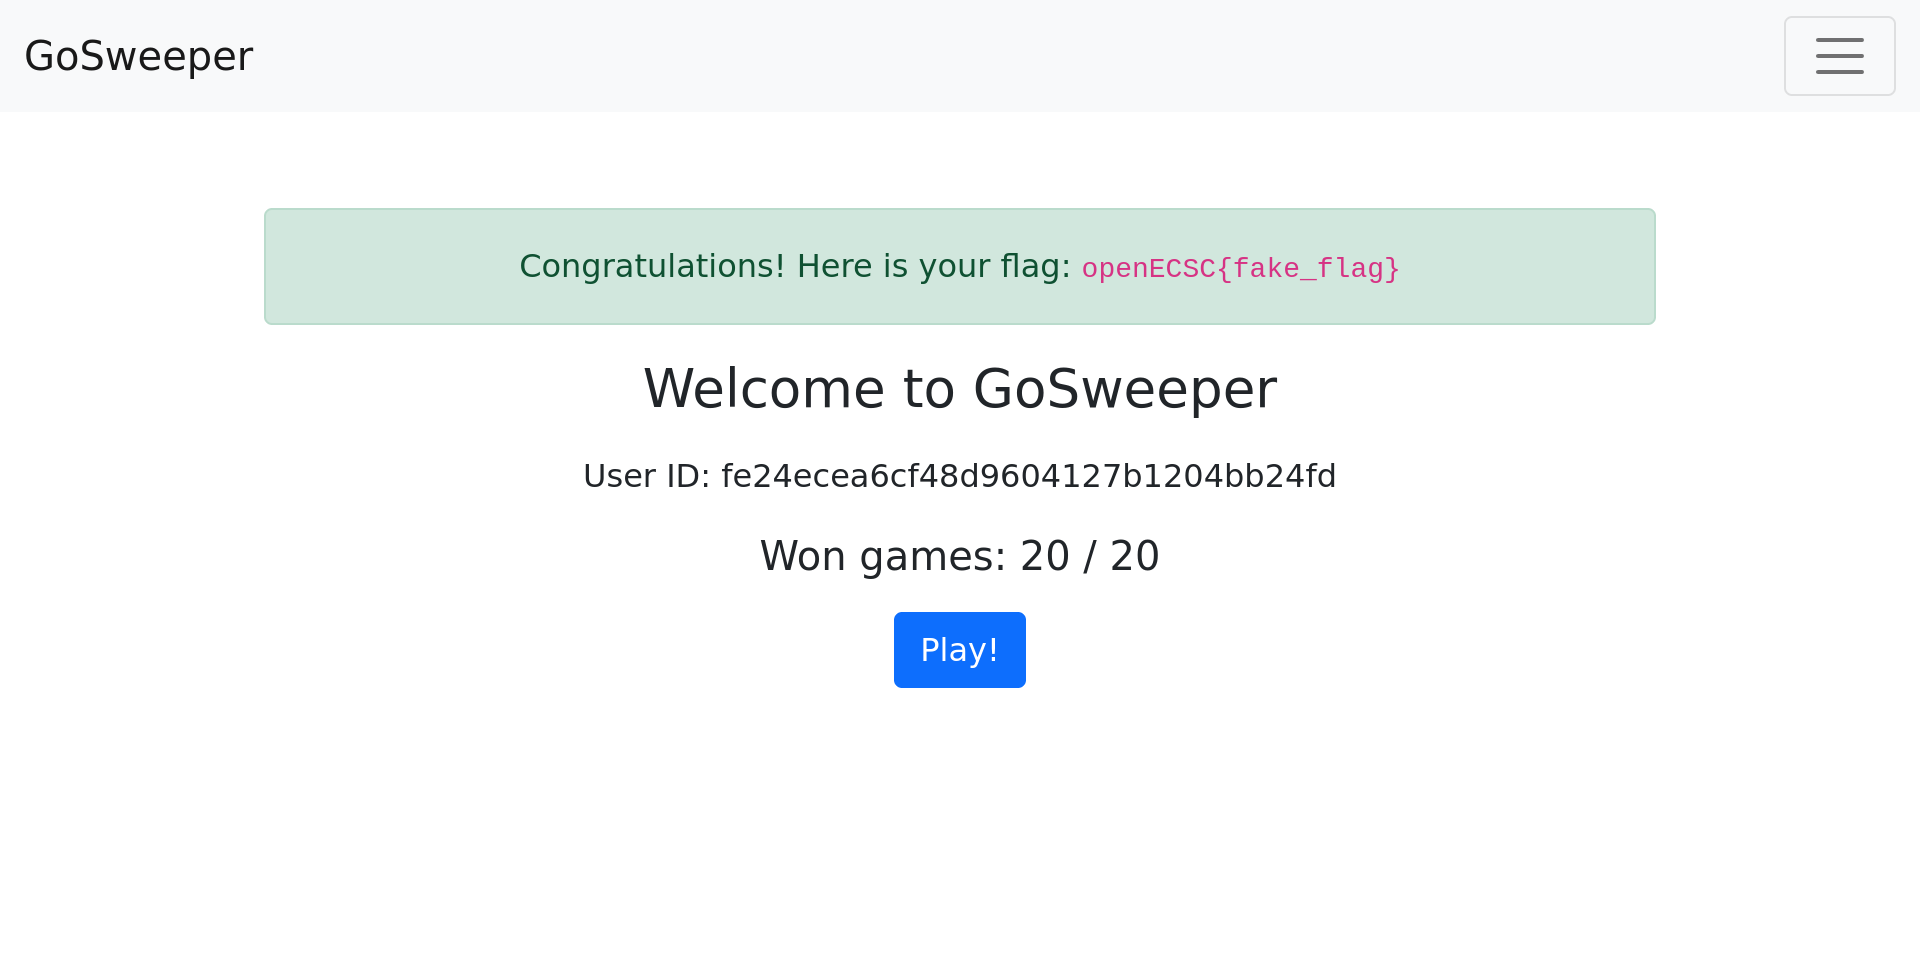 GoSweeper
Congratulations! Here is your flag: openECSC{fake_flag}
Welcome to GoSweeper
User ID: fe24ecea6cf48d9604127b1204bb24fd
Won games: 20 / 20
Play!